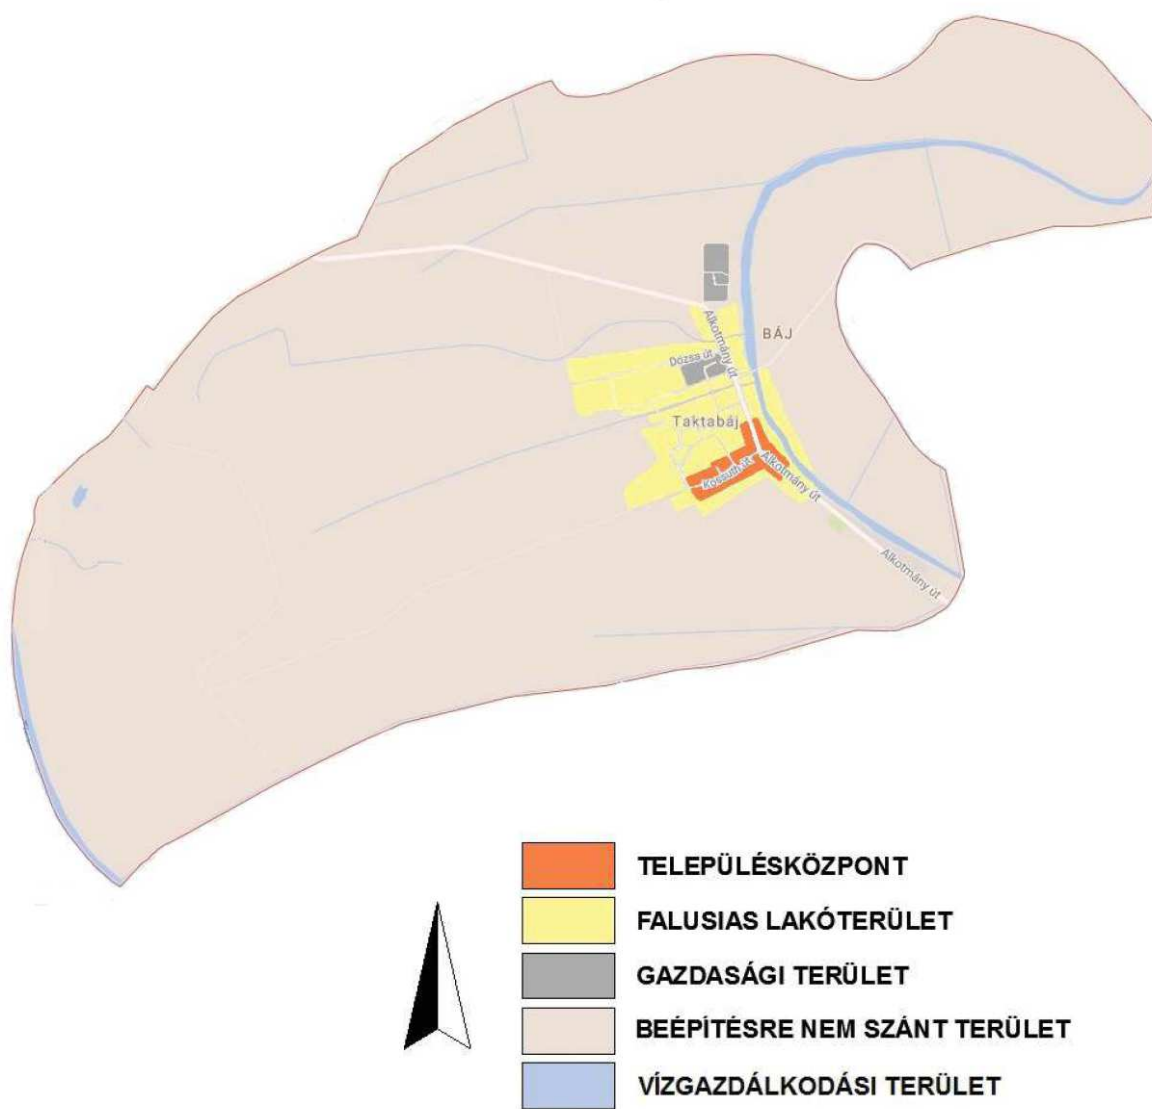 Alkotmány út
BÁJ
Dózsa út
Taktabáj
Kossuth út
Alkotmány út
Alkotmány út
TELEPÜLÉSKÖZPONT
FALUSIAS LAKÓTERÜLET
GAZDASÁGI TERÜLET
BEÉPÍTÉSRE NEM SZÁNT TERÜLET
VÍZGAZDÁLKODÁSI TERÜLET